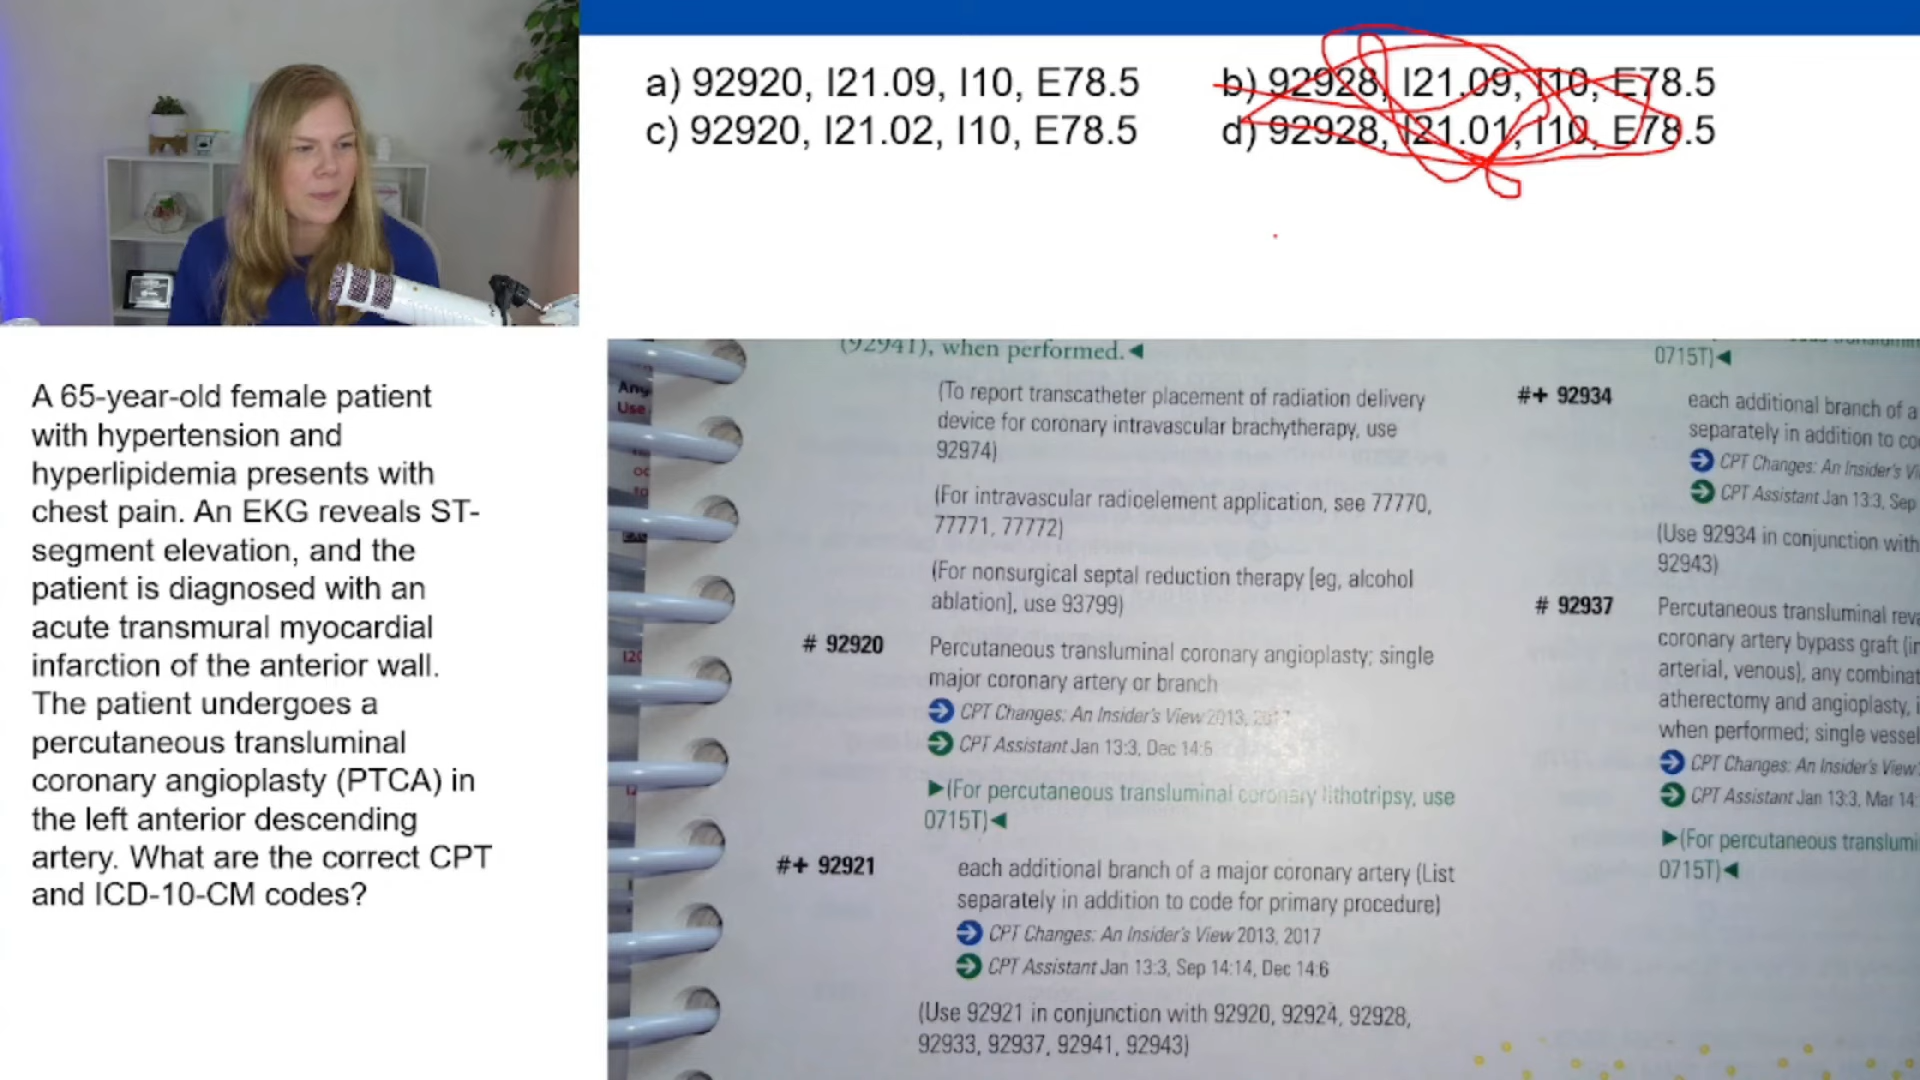 a) 92920, I21.09, I10, E78.5
b) 92928, I21.09, I10, E78.5
c) 92920, I21.02, I10, E78.5
d) 92928, I21.01, I10, E78.5
A 65-year-old female patient
with hypertension and
hyperlipidemia presents with
chest pain. An EKG reveals ST-
segment elevation, and the
patient is diagnosed with an
acute transmural myocardial
infarction of the anterior wall.
The patient undergoes a
percutaneous transluminal
coronary angioplasty (PTCA) in
the left anterior descending
artery. What are the correct CPT
and ICD-10-CM codes?
Any
Use
(92941), when performed.◄
(To report transcatheter placement of radiation delivery
device for coronary intravascular brachytherapy, use
92974)
(For intravascular radioelement application, see 77770,
77771, 77772)
(For nonsurgical septal reduction therapy [eg, alcohol
ablation], use 93799)
# 92920 Percutaneous transluminal coronary angioplasty; single
major coronary artery or branch
CPT Changes: An Insider's View 2013, 2017
CPT Assistant Jan 13:3, Dec 14:6
►(For percutaneous transluminal coronary lithotripsy, use
0715T)◄
#+ 92921 each additional branch of a major coronary artery (List
separately in addition to code for primary procedure)
CPT Changes: An Insider's View 2013, 2017
CPT Assistant Jan 13:3, Sep 14:14, Dec 14:6
(Use 92921 in conjunction with 92920, 92924, 92928,
92933, 92937, 92941, 92943)
0715T)◄
#+ 92934 each additional branch of a
separately in addition to co
CPT Changes: An Insider's Vi
CPT Assistant Jan 13:3, Sep
(Use 92934 in conjunction with
92943)
# 92937 Percutaneous transluminal reva
coronary artery bypass graft (in
arterial, venous), any combinat
atherectomy and angioplasty, i
when performed; single vessel
CPT Changes: An Insider's View
CPT Assistant Jan 13:3, Mar 14:
►(For percutaneous translumi
0715T)◄